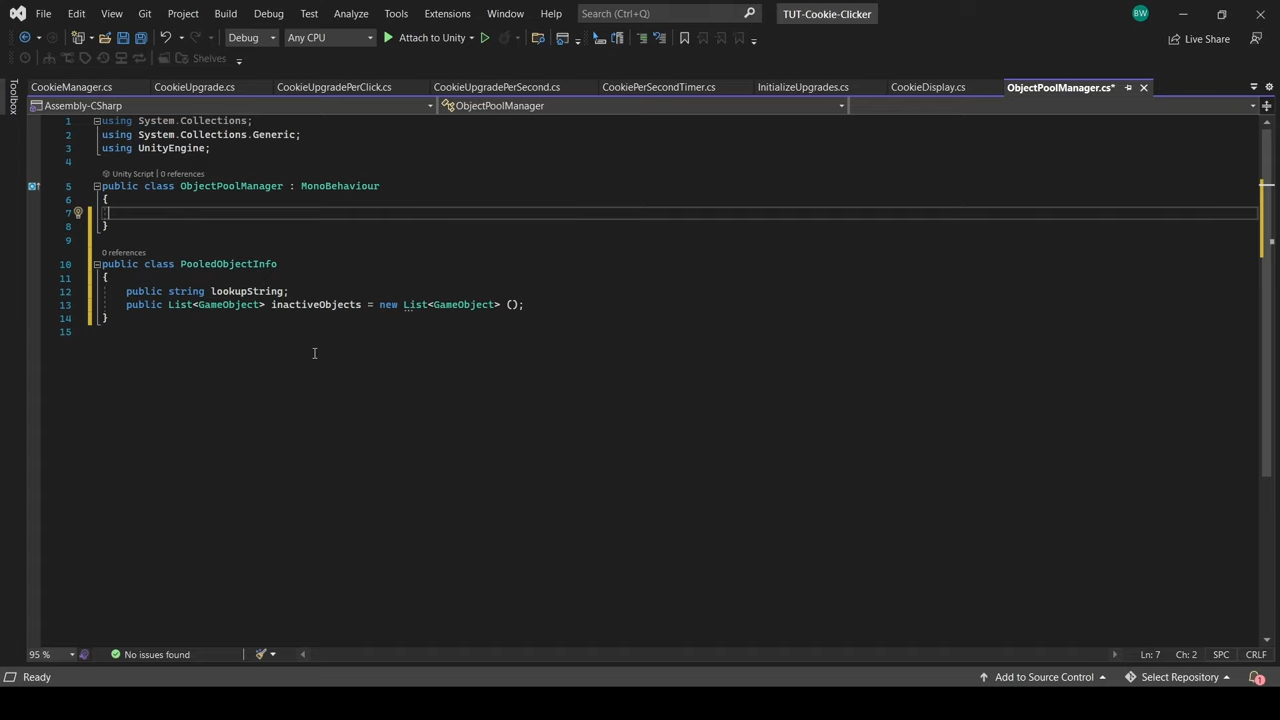 File Edit View Git Project Build Debug Test Analyze Tools Extensions Window Help Search (Ctrl+Q) TUT-Cookie-Clicker BW
Debug Any CPU Attach to Unity Live Share
Shelves
CookieManager.cs CookieUpgrade.cs CookieUpgradePerClick.cs CookieUpgradePerSecond.cs CookiePerSecondTimer.cs InitializeUpgrades.cs CookieDisplay.cs ObjectPoolManager.cs*
Toolbox
Assembly-CSharp ObjectPoolManager
1 using System.Collections;
2 using System.Collections.Generic;
3 using UnityEngine;
4
Unity Script | 0 references
5 public class ObjectPoolManager : MonoBehaviour
6 {
7
8 }
9
0 references
10 public class PooledObjectInfo
11 {
12 public string lookupString;
13 public List<GameObject> inactiveObjects = new List<GameObject> ();
14 }
15
95 % No issues found Ln: 7 Ch: 2 SPC CRLF
Ready Add to Source Control Select Repository 1